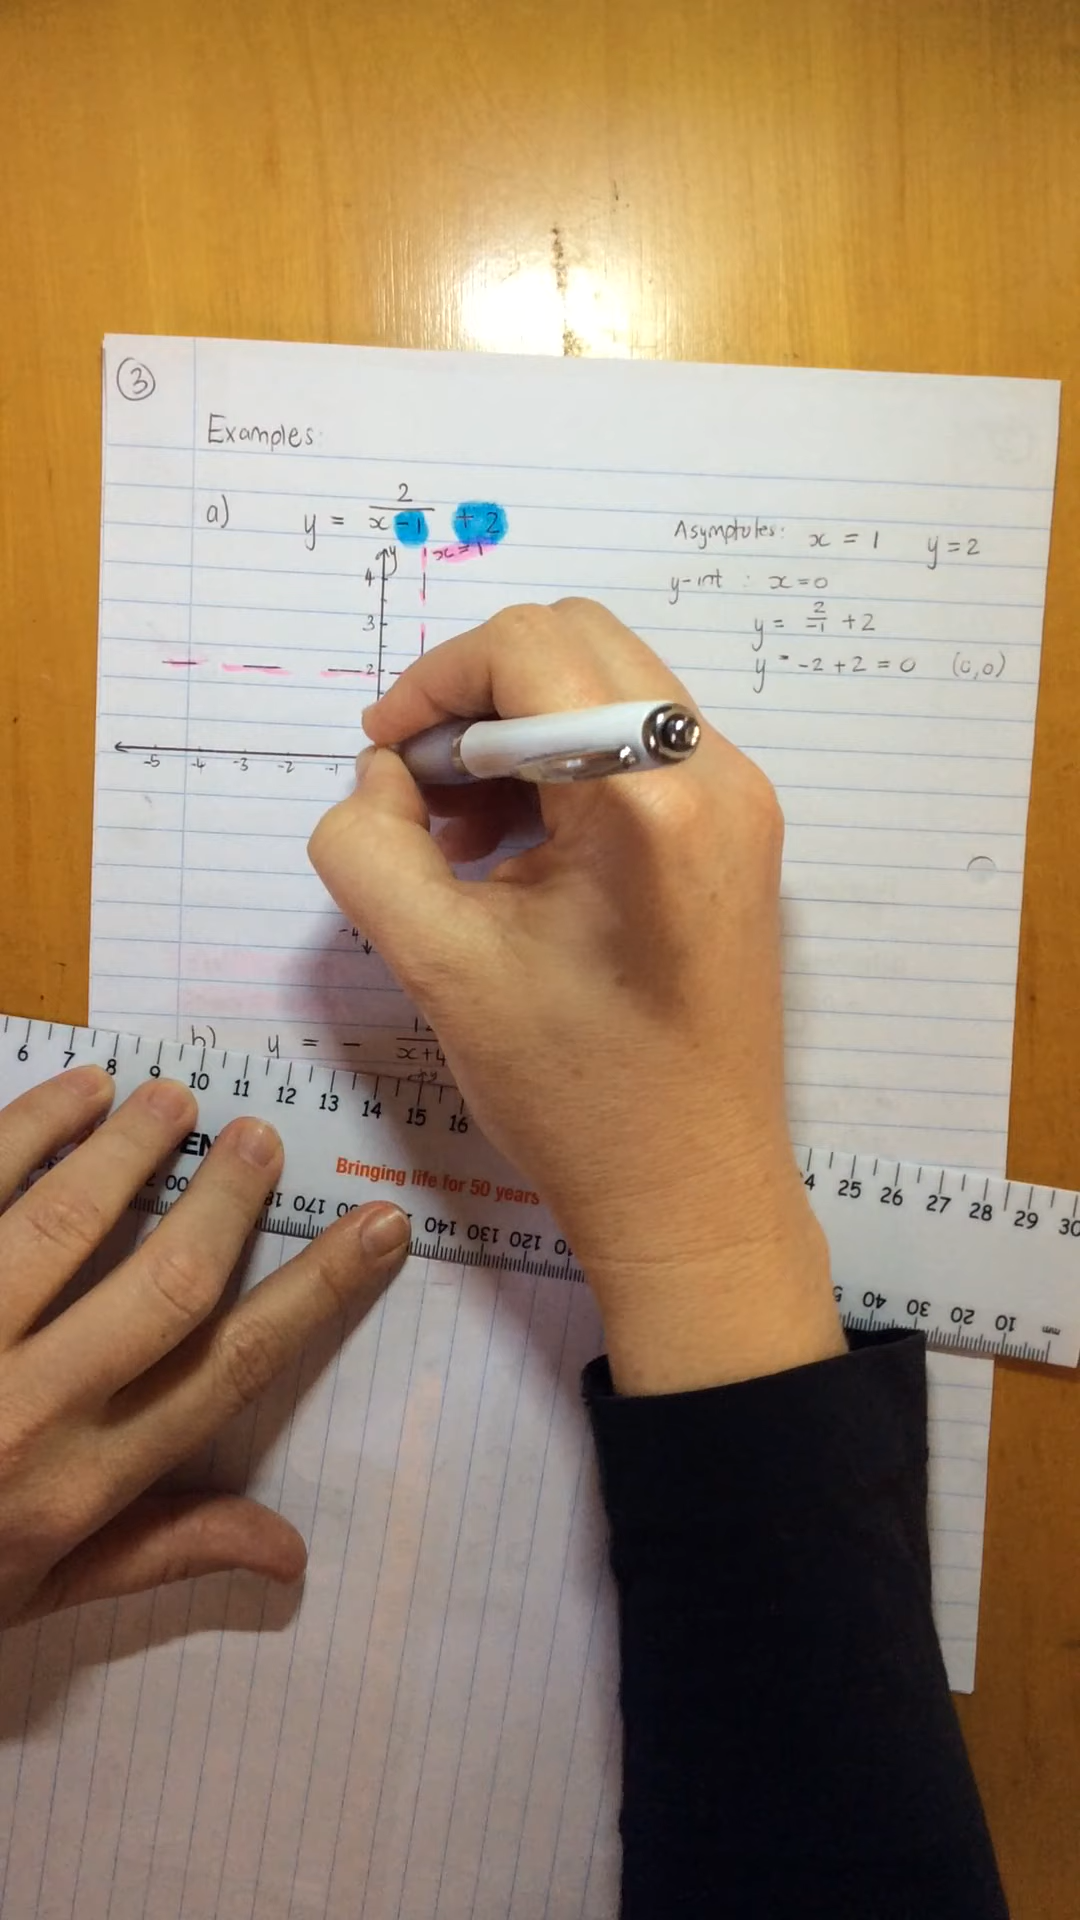 3
Examples:
a) y = 2/(x - 1) + 2
Asymptotes: x = 1 y = 2
y-int : x = 0
y = 2/-1 + 2
y = -2 + 2 = 0 (0,0)
y
x = 1
4
3
2
-5 -4 -3 -2 -1
-4
b) y = -
x+4
y
6 7 8 9 10 11 12 13 14 15 16
25 26 27 28 29 30
Bringing life for 50 years
170
140 130 120
40 30 20 10 mm